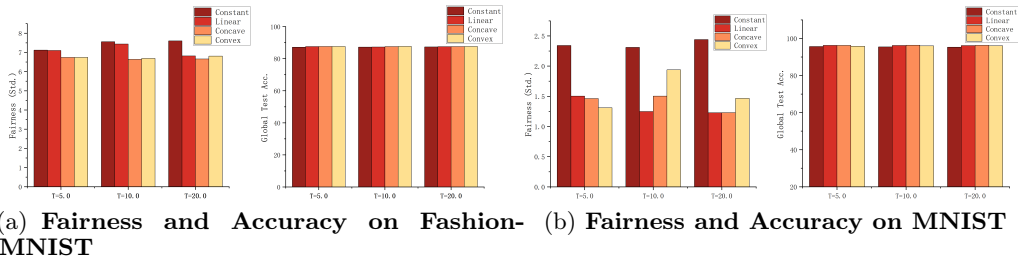 Constant
Linear
Concave
Convex
Fairness (Std.)
8
7
6
5
4
3
2
1
0
T=5.0 T=10.0 T=20.0
Constant
Linear
Concave
Convex
Global Test Acc.
100
80
60
40
20
0
T=5.0 T=10.0 T=20.0
Constant
Linear
Concave
Convex
Fairness (Std.)
2.5
2.0
1.5
1.0
0.5
0.0
T=5.0 T=10.0 T=20.0
Constant
Linear
Concave
Convex
Global Test Acc.
100
80
60
40
20
T=5.0 T=10.0 T=20.0
(a) Fairness and Accuracy on Fashion-
MNIST
(b) Fairness and Accuracy on MNIST